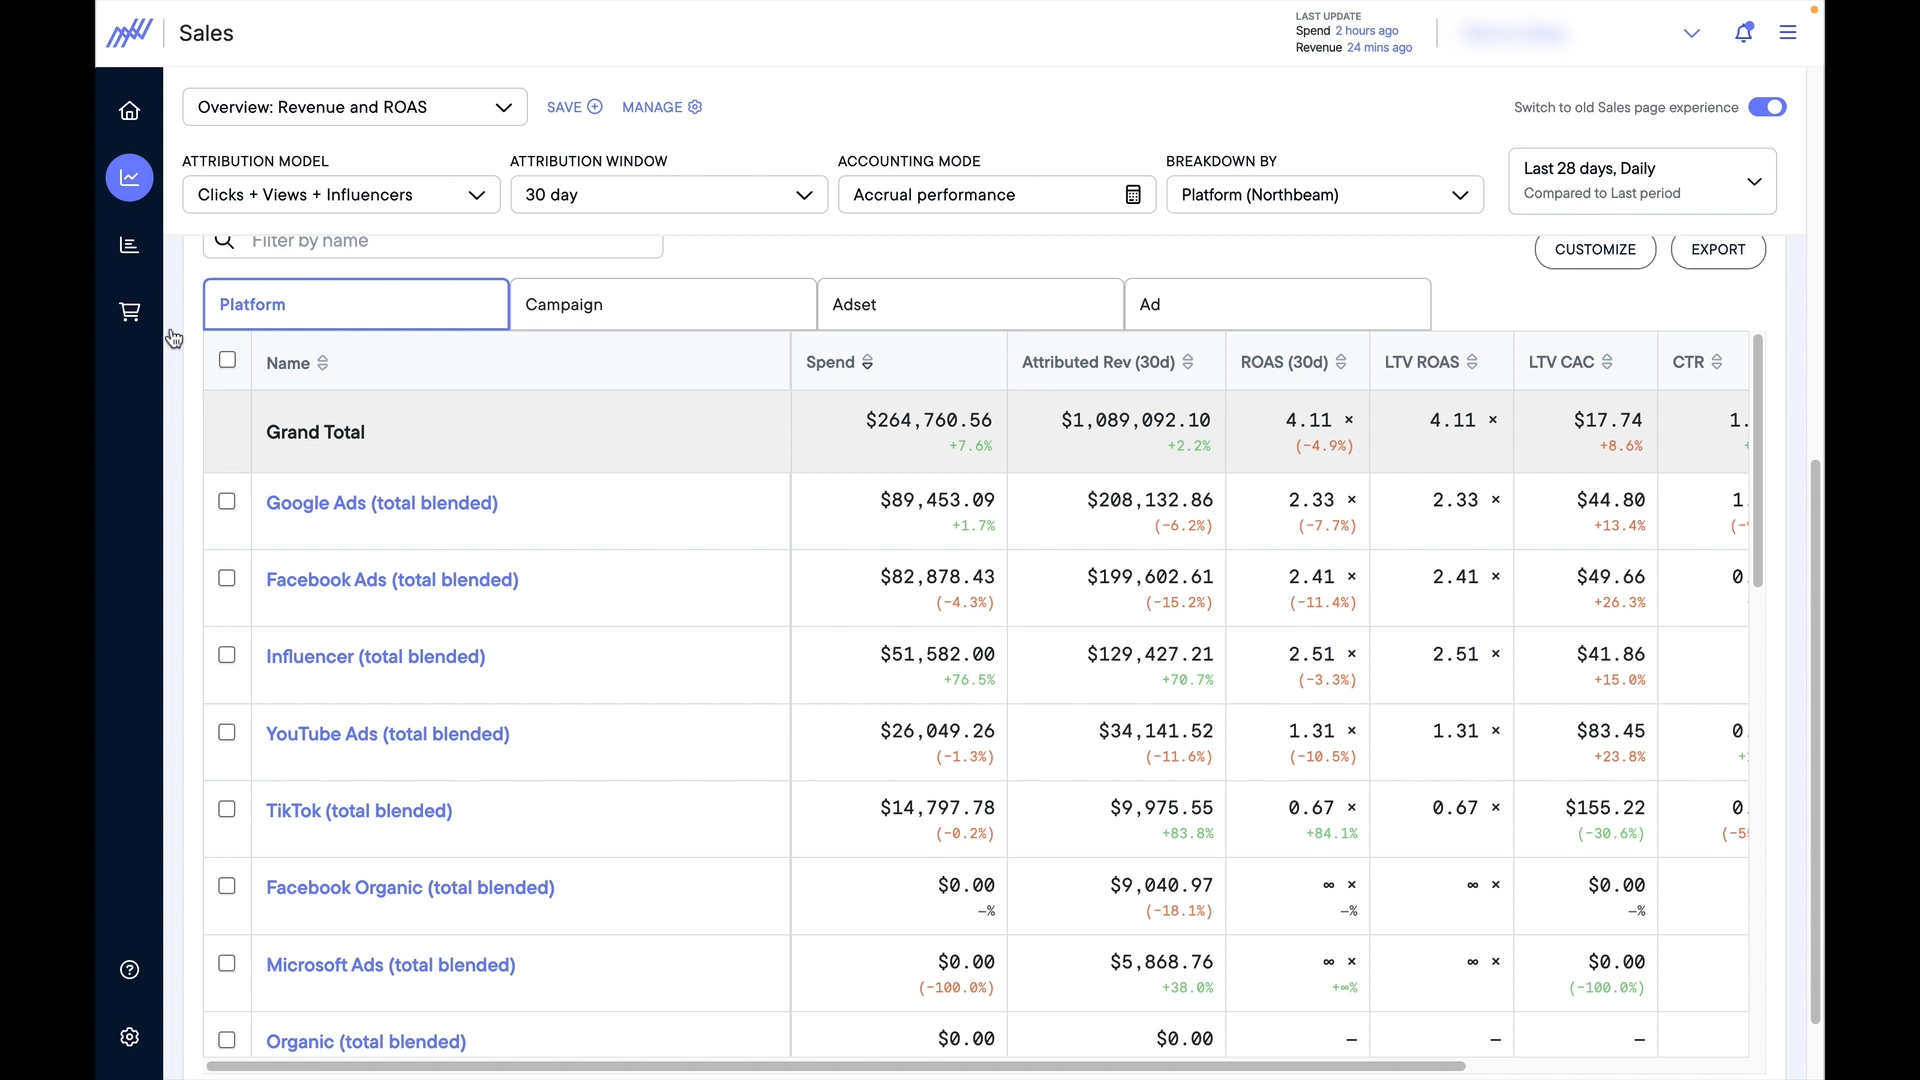 Sales
LAST UPDATE
Spend 2 hours ago
Revenue 24 mins ago
Overview: Revenue and ROAS
SAVE
MANAGE
Switch to old Sales page experience
ATTRIBUTION MODEL
ATTRIBUTION WINDOW
ACCOUNTING MODE
BREAKDOWN BY
Clicks + Views + Influencers
30 day
Accrual performance
Platform (Northbeam)
Last 28 days, Daily
Compared to Last period
Filter by name
CUSTOMIZE
EXPORT
Platform
Campaign
Adset
Ad
Name
Spend
Attributed Rev (30d)
ROAS (30d)
LTV ROAS
LTV CAC
CTR
Grand Total
$264,760.56
+7.6%
$1,089,092.10
+2.2%
4.11 ×
(-4.9%)
4.11 ×
$17.74
+8.6%
1.
Google Ads (total blended)
$89,453.09
+1.7%
$208,132.86
(-6.2%)
2.33 ×
(-7.7%)
2.33 ×
$44.80
+13.4%
1.
Facebook Ads (total blended)
$82,878.43
(-4.3%)
$199,602.61
(-15.2%)
2.41 ×
(-11.4%)
2.41 ×
$49.66
+26.3%
0.
Influencer (total blended)
$51,582.00
+76.5%
$129,427.21
+70.7%
2.51 ×
(-3.3%)
2.51 ×
$41.86
+15.0%
YouTube Ads (total blended)
$26,049.26
(-1.3%)
$34,141.52
(-11.6%)
1.31 ×
(-10.5%)
1.31 ×
$83.45
+23.8%
0.
TikTok (total blended)
$14,797.78
(-0.2%)
$9,975.55
+83.8%
0.67 ×
+84.1%
0.67 ×
$155.22
(-30.6%)
0.
Facebook Organic (total blended)
$0.00
—%
$9,040.97
(-18.1%)
∞ ×
—%
∞ ×
$0.00
—%
Microsoft Ads (total blended)
$0.00
(-100.0%)
$5,868.76
+38.0%
∞ ×
+∞%
∞ ×
$0.00
(-100.0%)
Organic (total blended)
$0.00
$0.00
—
—
—